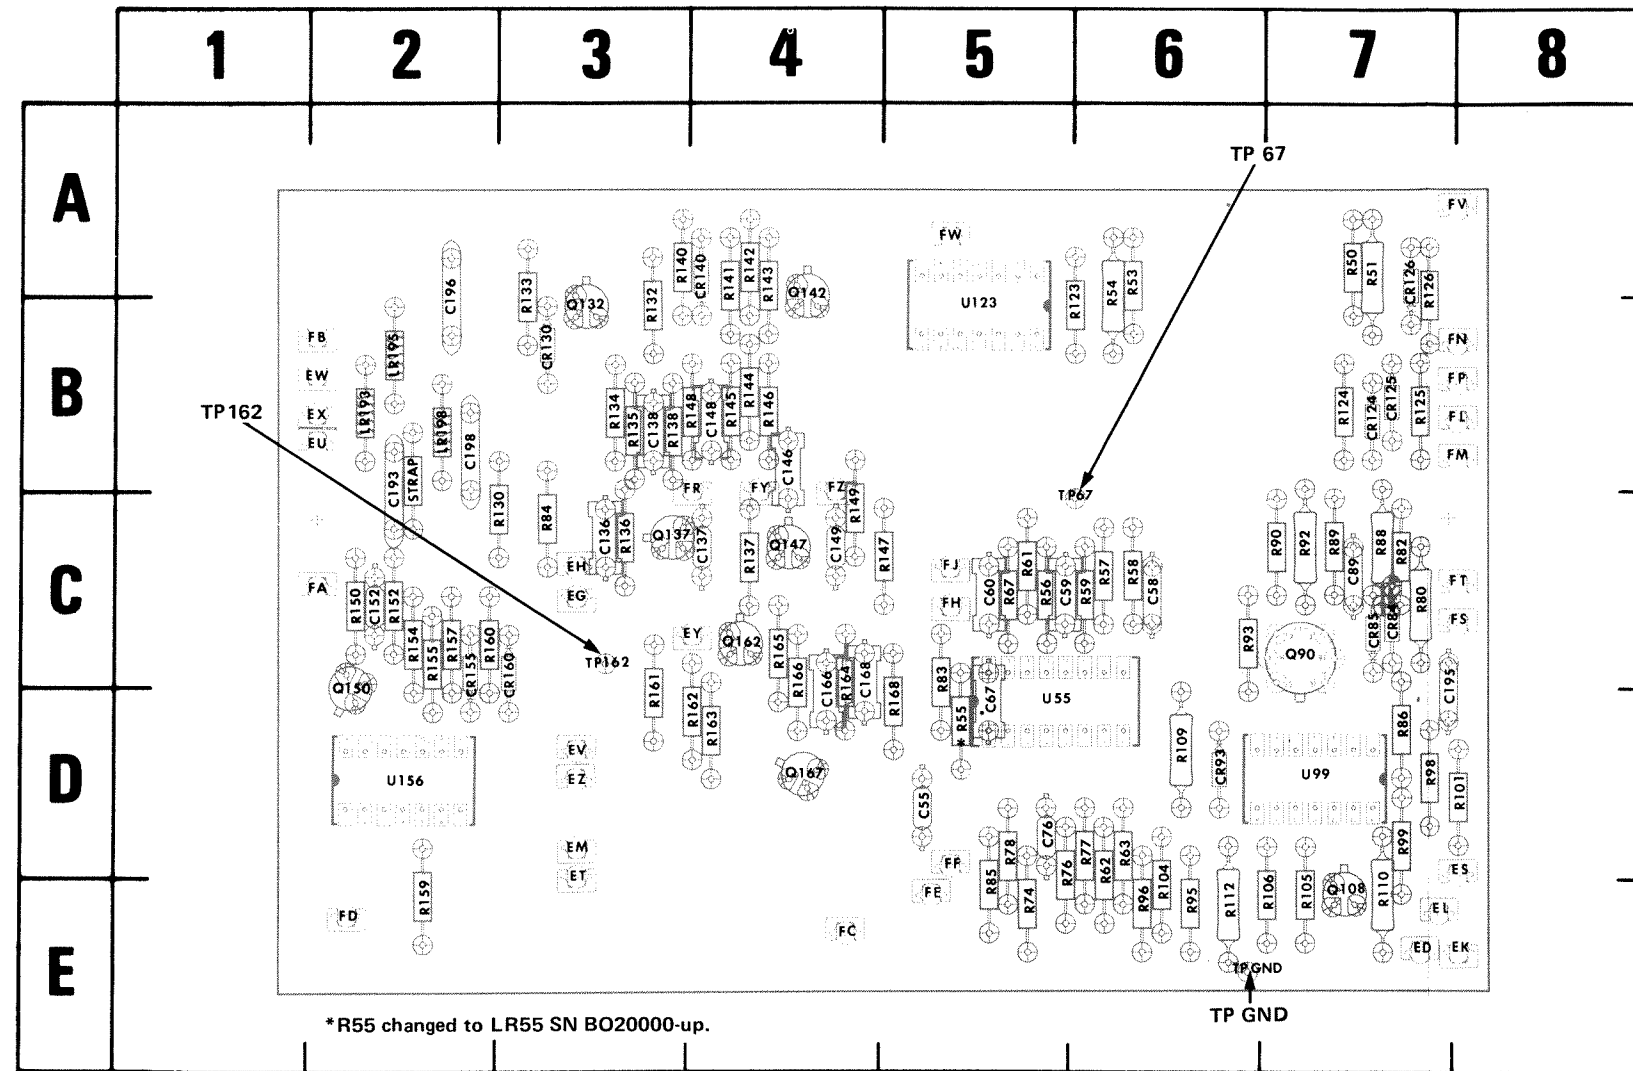 1 2 3 4 5 6 7 8
A
B
C
D
E
TP 67
TP162
TP GND
FV
FW
C196
R133
Q132
R132
R140
CR140
R141
R142
R143
Q142
U123
R123
R54
R53
R50
R51
CR126
R126
FB
EW
EX
EU
LR195
LR193
LR198
C198
C193
STRAP
CR130
R134
R135
C138
R138
R148
C148
R145
R144
R146
C146
R124
CR124
CR125
R125
FN
FP
FL
FM
R130
R84
C136
R136
Q137
FR
C137
FY
R137
Q147
FZ
C149
R149
R147
TP67
FA
R150
C152
R152
R154
R155
R157
CR155
R160
CR160
Q150
EH
EG
TP162
EY
Q162
R165
R166
C166
R164
C168
R168
R161
R162
R163
FJ
FH
C60
R67
R61
R56
C59
R59
R57
R58
C58
R90
R92
R89
C89
R88
R82
R80
CR85
CR84
FT
FS
R93
Q90
R83
R55
*
C67
U55
C195
R86
U156
EV
EZ
Q167
C55
R109
CR93
U99
R98
R101
EM
ET
R159
FD
FC
FF
FE
R85
R78
R74
C76
R76
R77
R62
R63
R96
R104
R95
R112
R106
R105
Q108
R110
R99
ES
EL
ED
EK
TP GND
*R55 changed to LR55 SN BO20000-up.